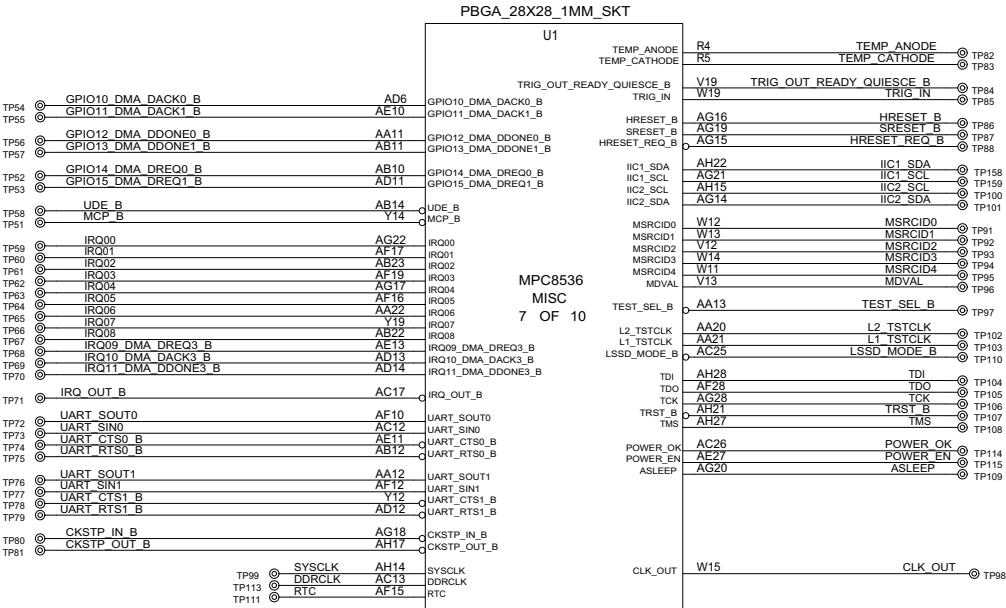 PBGA_28X28_1MM_SKT
U1
MPC8536
MISC
7 OF 10
TP54 GPIO10_DMA_DACK0_B AD6 GPIO10_DMA_DACK0_B
TP55 GPIO11_DMA_DACK1_B AE10 GPIO11_DMA_DACK1_B
TP56 GPIO12_DMA_DDONE0_B AA11 GPIO12_DMA_DDONE0_B
TP57 GPIO13_DMA_DDONE1_B AB11 GPIO13_DMA_DDONE1_B
TP52 GPIO14_DMA_DREQ0_B AB10 GPIO14_DMA_DREQ0_B
TP53 GPIO15_DMA_DREQ1_B AD11 GPIO15_DMA_DREQ1_B
TP58 UDE_B AB14 UDE_B
TP51 MCP_B Y14 MCP_B
TP59 IRQ00 AG22 IRQ00
TP60 IRQ01 AF17 IRQ01
TP61 IRQ02 AB23 IRQ02
TP62 IRQ03 AF19 IRQ03
TP63 IRQ04 AG17 IRQ04
TP64 IRQ05 AF16 IRQ05
TP65 IRQ06 AA22 IRQ06
TP66 IRQ07 Y19 IRQ07
TP67 IRQ08 AB22 IRQ08
TP68 IRQ09_DMA_DREQ3_B AE13 IRQ09_DMA_DREQ3_B
TP69 IRQ10_DMA_DACK3_B AD13 IRQ10_DMA_DACK3_B
TP70 IRQ11_DMA_DDONE3_B AD14 IRQ11_DMA_DDONE3_B
TP71 IRQ_OUT_B AC17 IRQ_OUT_B
TP72 UART_SOUT0 AF10 UART_SOUT0
TP73 UART_SIN0 AC12 UART_SIN0
TP74 UART_CTS0_B AE11 UART_CTS0_B
TP75 UART_RTS0_B AB12 UART_RTS0_B
TP76 UART_SOUT1 AA12 UART_SOUT1
TP77 UART_SIN1 AF12 UART_SIN1
TP78 UART_CTS1_B Y12 UART_CTS1_B
TP79 UART_RTS1_B AD12 UART_RTS1_B
TP80 CKSTP_IN_B AG18 CKSTP_IN_B
TP81 CKSTP_OUT_B AH17 CKSTP_OUT_B
TP99 SYSCLK AH14 SYSCLK
TP113 DDRCLK AC13 DDRCLK
TP111 RTC AF15 RTC
TEMP_ANODE R4 TEMP_ANODE TP82
TEMP_CATHODE R5 TEMP_CATHODE TP83
TRIG_OUT_READY_QUIESCE_B V19 TRIG_OUT_READY_QUIESCE_B TP84
TRIG_IN W19 TRIG_IN TP85
HRESET_B AG16 HRESET_B TP86
SRESET_B AG19 SRESET_B TP87
HRESET_REQ_B AG15 HRESET_REQ_B TP88
IIC1_SDA AH22 IIC1_SDA TP158
IIC1_SCL AG21 IIC1_SCL TP159
IIC2_SCL AH15 IIC2_SCL TP100
IIC2_SDA AG14 IIC2_SDA TP101
MSRCID0 W12 MSRCID0 TP91
MSRCID1 W13 MSRCID1 TP92
MSRCID2 V12 MSRCID2 TP93
MSRCID3 W14 MSRCID3 TP94
MSRCID4 W11 MSRCID4 TP95
MDVAL V13 MDVAL TP96
TEST_SEL_B AA13 TEST_SEL_B TP97
L2_TSTCLK AA20 L2_TSTCLK TP102
L1_TSTCLK AA21 L1_TSTCLK TP103
LSSD_MODE_B AC25 LSSD_MODE_B TP110
TDI AH28 TDI TP104
TDO AF28 TDO TP105
TCK AG28 TCK TP106
TRST_B AH21 TRST_B TP107
TMS AH27 TMS TP108
POWER_OK AC26 POWER_OK TP114
POWER_EN AE27 POWER_EN TP115
ASLEEP AG20 ASLEEP TP109
CLK_OUT W15 CLK_OUT TP98